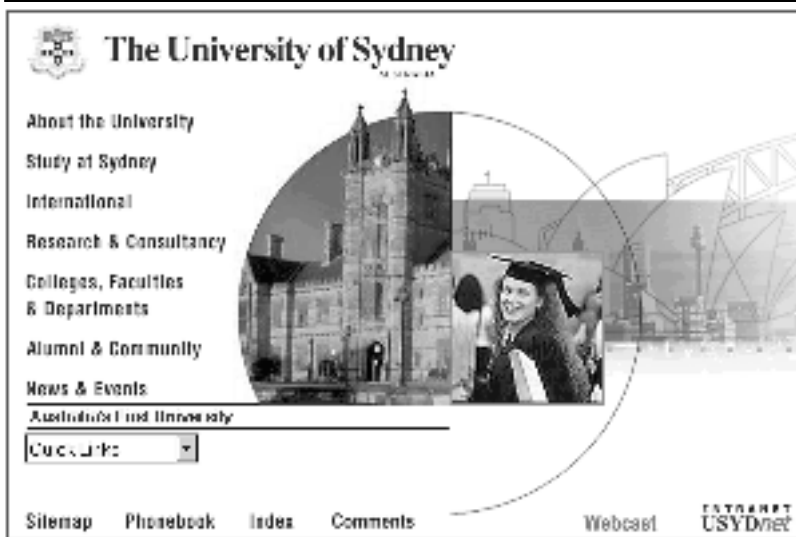 The University of Sydney
About the University
Study at Sydney
International
Research & Consultancy
Colleges, Faculties
& Departments
Alumni & Community
News & Events
Australia's First University
Quick Links
Sitemap Phonebook Index Comments Webcast
INTRANET
USYDnet